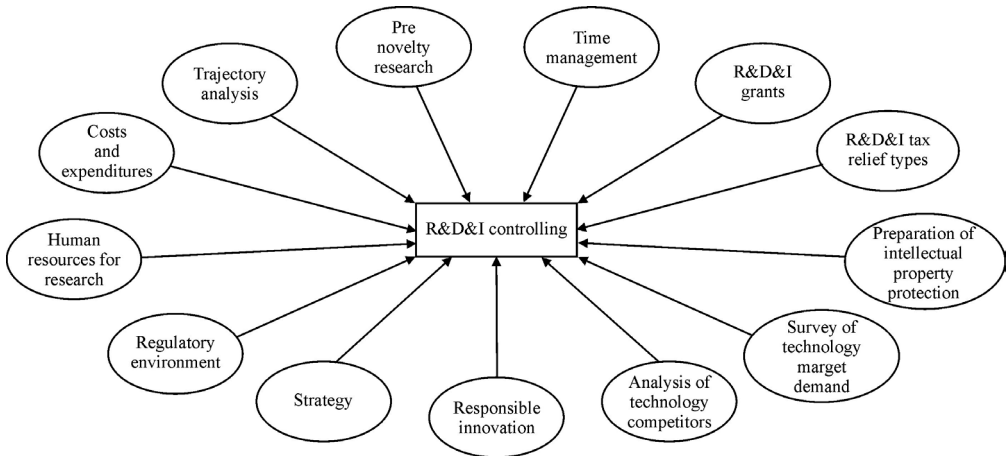 Pre
novelty
research
Time
management
Trajectory
analysis
R&D&I
grants
Costs
and
expenditures
R&D&I tax
relief types
R&D&I controlling
Human
resources for
research
Preparation of
intellectual
property
protection
Regulatory
environment
Survey of
technology
marget
demand
Strategy
Responsible
innovation
Analysis of
technology
competitors